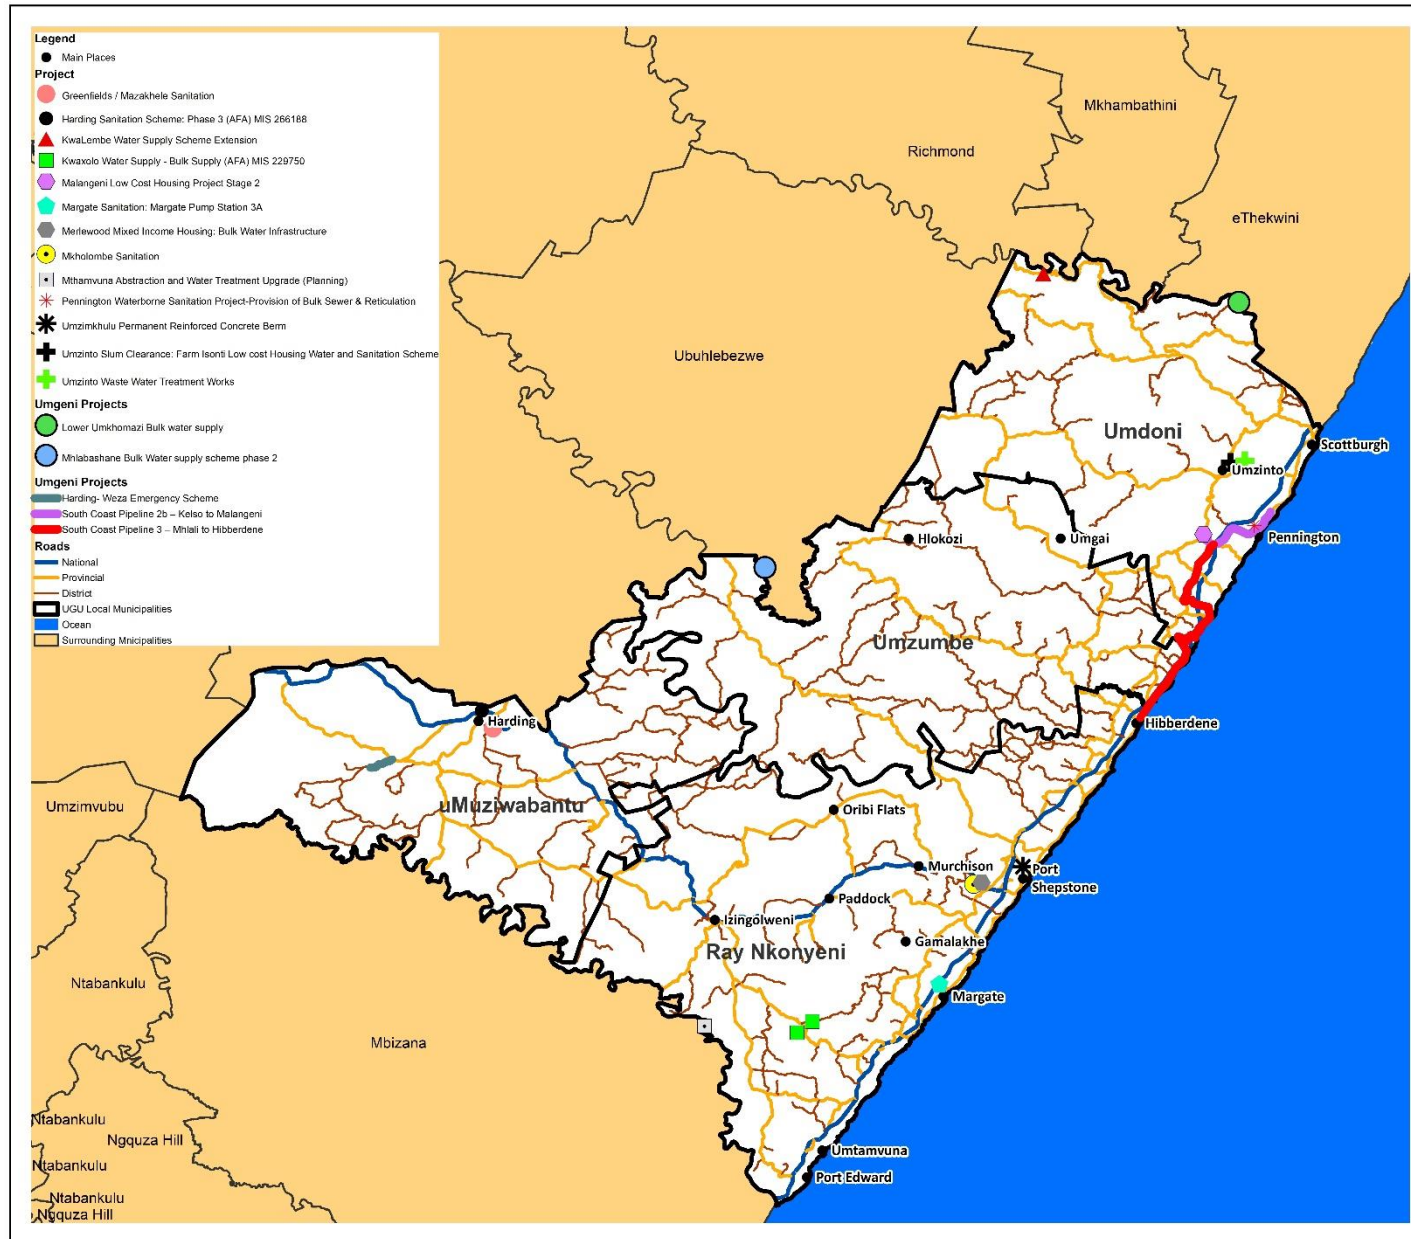 Legend
Main Places
Project
Greenfields / Mazakhele Sanitation
Harding Sanitation Scheme: Phase 3 (AFA) MIS 266188
KwaLembe Water Supply Scheme Extension
Kwaxolo Water Supply - Bulk Supply (AFA) MIS 229750
Malangeni Low Cost Housing Project Stage 2
Margate Sanitation: Margate Pump Station 3A
Merlewood Mixed Income Housing: Bulk Water Infrastructure
Mkholombe Sanitation
Mthamvuna Abstraction and Water Treatment Upgrade (Planning)
Pennington Waterborne Sanitation Project-Provision of Bulk Sewer & Reticulation
Umzimkhulu Permanent Reinforced Concrete Berm
Umzinto Slum Clearance: Farm Isonti Low cost Housing Water and Sanitation Scheme
Umzinto Waste Water Treatment Works
Umgeni Projects
Lower Umkhomazi Bulk water supply
Mhlabashane Bulk Water supply scheme phase 2
Umgeni Projects
Harding- Weza Emergency Scheme
South Coast Pipeline 2b – Kelso to Malangeni
South Coast Pipeline 3 – Mhlali to Hibberdene
Roads
National
Provincial
District
UGU Local Municipalities
Ocean
Surrounding Mnicipalities
Mkhambathini
Richmond
eThekwini
Ubuhlebezwe
Umdoni
Scottburgh
Umzinto
Hlokozi
Umgai
Pennington
Umzumbe
Harding
Hibberdene
Umzimvubu
uMuziwabantu
Oribi Flats
Murchison
Port
Shepstone
Paddock
Izingolweni
Gamalakhe
Ray Nkonyeni
Ntabankulu
Margate
Mbizana
Ntabankulu
Ngquza Hill
Umtamvuna
Ntabankulu
Port Edward
Ntabankulu
Ngquza Hill